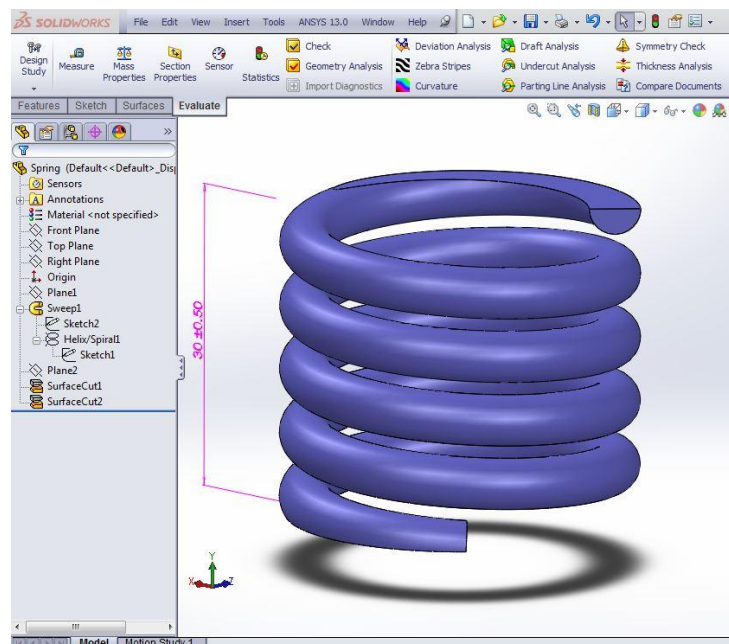 SOLIDWORKS File Edit View Insert Tools ANSYS 13.0 Window Help
Design Study
Measure
Mass Properties
Section Properties
Sensor
Statistics
Check
Geometry Analysis
Import Diagnostics
Deviation Analysis
Zebra Stripes
Curvature
Draft Analysis
Undercut Analysis
Parting Line Analysis
Symmetry Check
Thickness Analysis
Compare Documents
Features Sketch Surfaces Evaluate
»
Spring (Default<<Default>_Dis
Sensors
Annotations
Material <not specified>
Front Plane
Top Plane
Right Plane
Origin
Plane1
Sweep1
Sketch2
Helix/Spiral1
Sketch1
Plane2
SurfaceCut1
SurfaceCut2
30 ±0.50
Y
X
Z
Model Motion Study 1